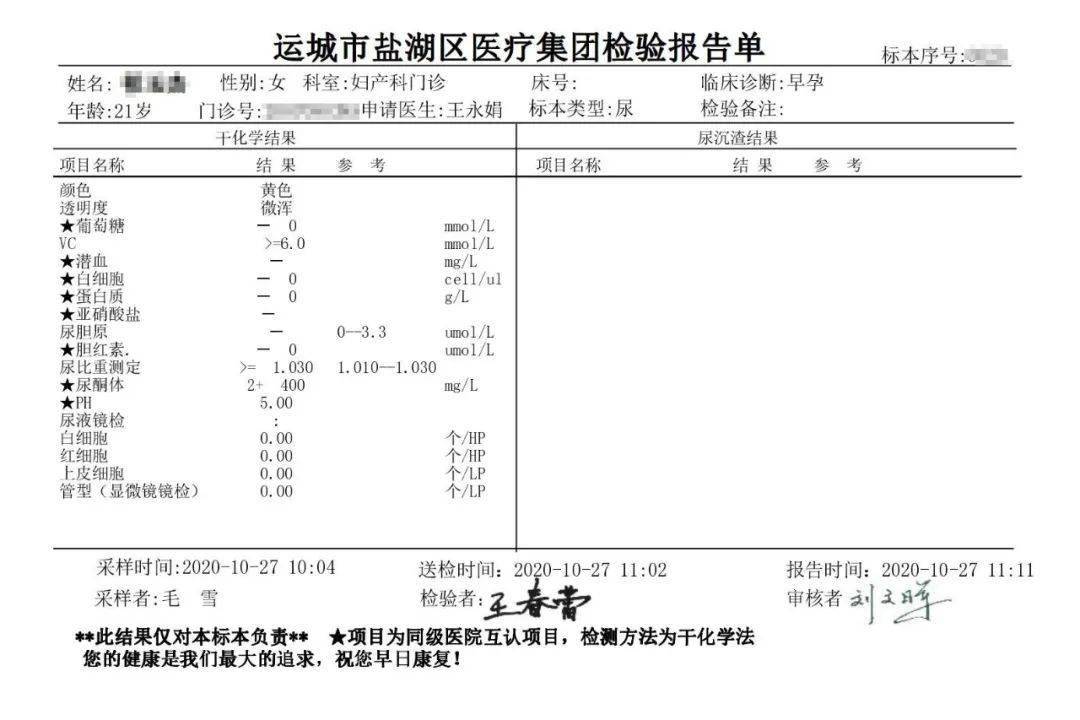 运城市盐湖区医疗集团检验报告单
标本序号:
姓名: 性别:女 科室:妇产科门诊 床号: 临床诊断:早孕
年龄:21岁 门诊号: 申请医生:王永娟 标本类型:尿 检验备注:
干化学结果 尿沉渣结果
项目名称 结 果 参 考 项目名称 结 果 参 考
颜色 黄色
透明度 微浑
★葡萄糖 — 0 mmol/L
VC >=6.0 mmol/L
★潜血 — mg/L
★白细胞 — 0 cell/ul
★蛋白质 — 0 g/L
★亚硝酸盐 —
尿胆原 — 0--3.3 umol/L
★胆红素. — 0 umol/L
尿比重测定 >= 1.030 1.010--1.030
★尿酮体 2+ 400 mg/L
★PH 5.00
尿液镜检 :
白细胞 0.00 个/HP
红细胞 0.00 个/HP
上皮细胞 0.00 个/LP
管型（显微镜镜检） 0.00 个/LP
采样时间:2020-10-27 10:04 送检时间: 2020-10-27 11:02 报告时间: 2020-10-27 11:11
采样者:毛 雪 检验者:王春蕾 审核者 刘文晖
**此结果仅对本标本负责** ★项目为同级医院互认项目，检测方法为干化学法
您的健康是我们最大的追求，祝您早日康复!